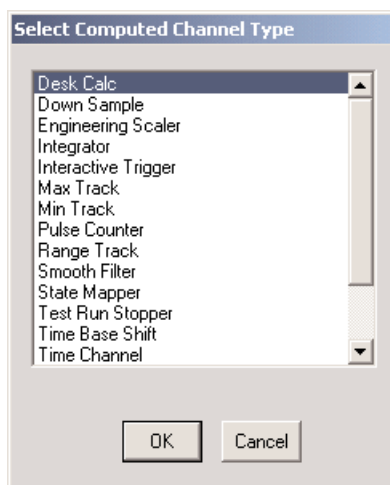 Select Computed Channel Type
Desk Calc
Down Sample
Engineering Scaler
Integrator
Interactive Trigger
Max Track
Min Track
Pulse Counter
Range Track
Smooth Filter
State Mapper
Test Run Stopper
Time Base Shift
Time Channel
OK
Cancel